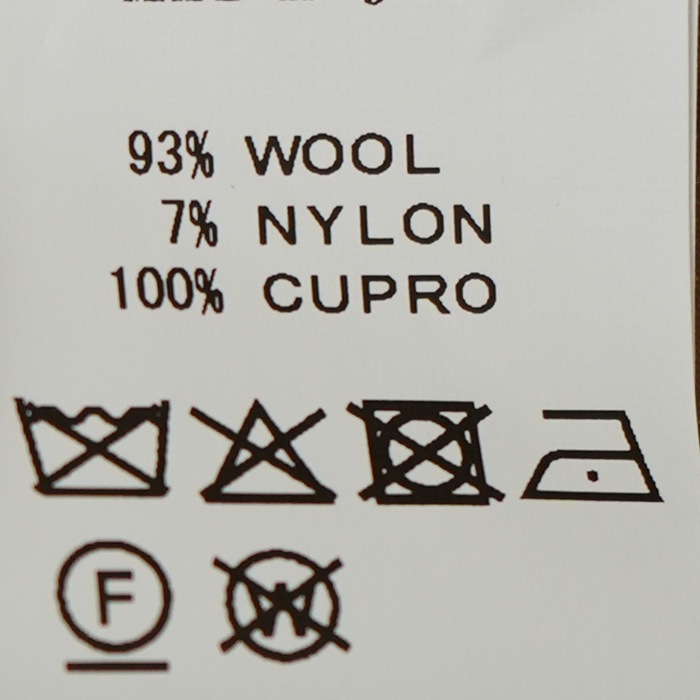 93% WOOL
7% NYLON
100% CUPRO
F
W